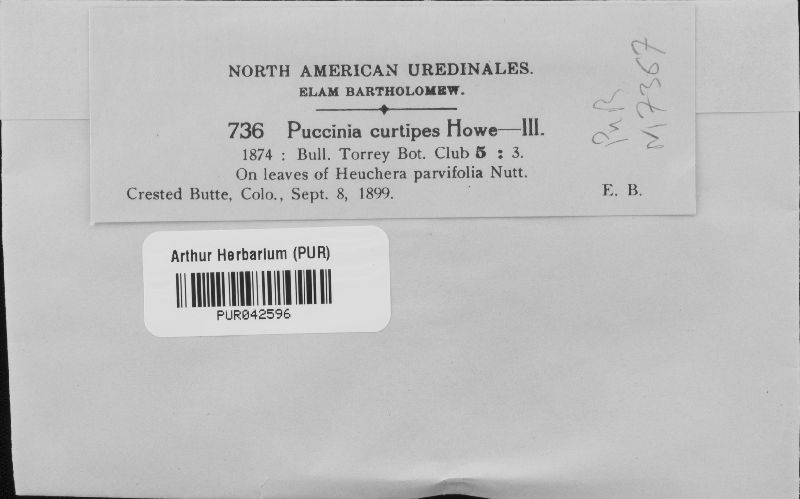 NORTH AMERICAN UREDINALES.
ELAM BARTHOLOMEW.
736 Puccinia curtipes Howe—III.
1874 : Bull. Torrey Bot. Club 5 : 3.
On leaves of Heuchera parvifolia Nutt.
Crested Butte, Colo., Sept. 8, 1899. E. B.
PUR
N7367
Arthur Herbarium (PUR)
PUR042596